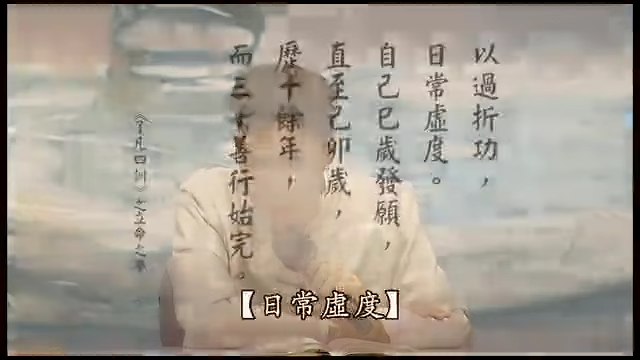 以過折功，
日常虛度。
自己巳歲發願，
直至己卯歲，
歷十餘年，
而三千善行始完。
《了凡四訓》之立命之學
【日常虛度】